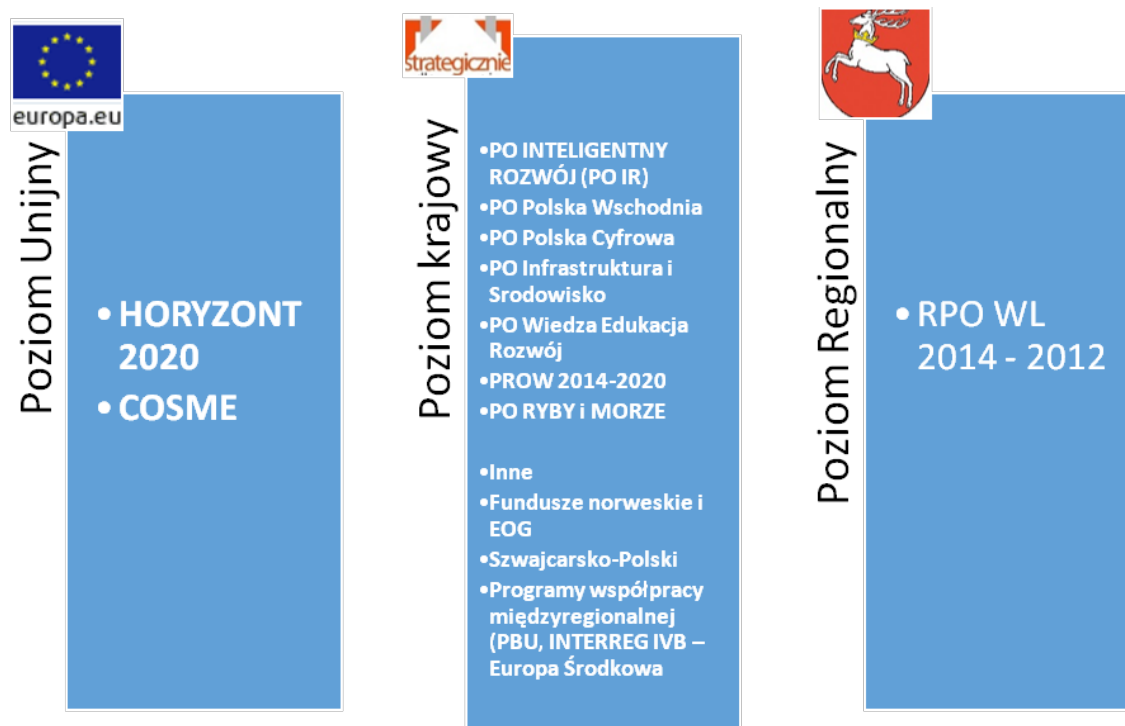 europa.eu
Poziom Unijny
• HORYZONT
2020
• COSME
strategicznie
Poziom krajowy
•PO INTELIGENTNY
ROZWÓJ (PO IR)
•PO Polska Wschodnia
•PO Polska Cyfrowa
•PO Infrastruktura i
Srodowisko
•PO Wiedza Edukacja
Rozwój
•PROW 2014-2020
•PO RYBY i MORZE
•Inne
•Fundusze norweskie i
EOG
•Szwajcarsko-Polski
•Programy współpracy
międzyregionalnej
(PBU, INTERREG IVB –
Europa Środkowa
Poziom Regionalny
• RPO WL
2014 - 2012